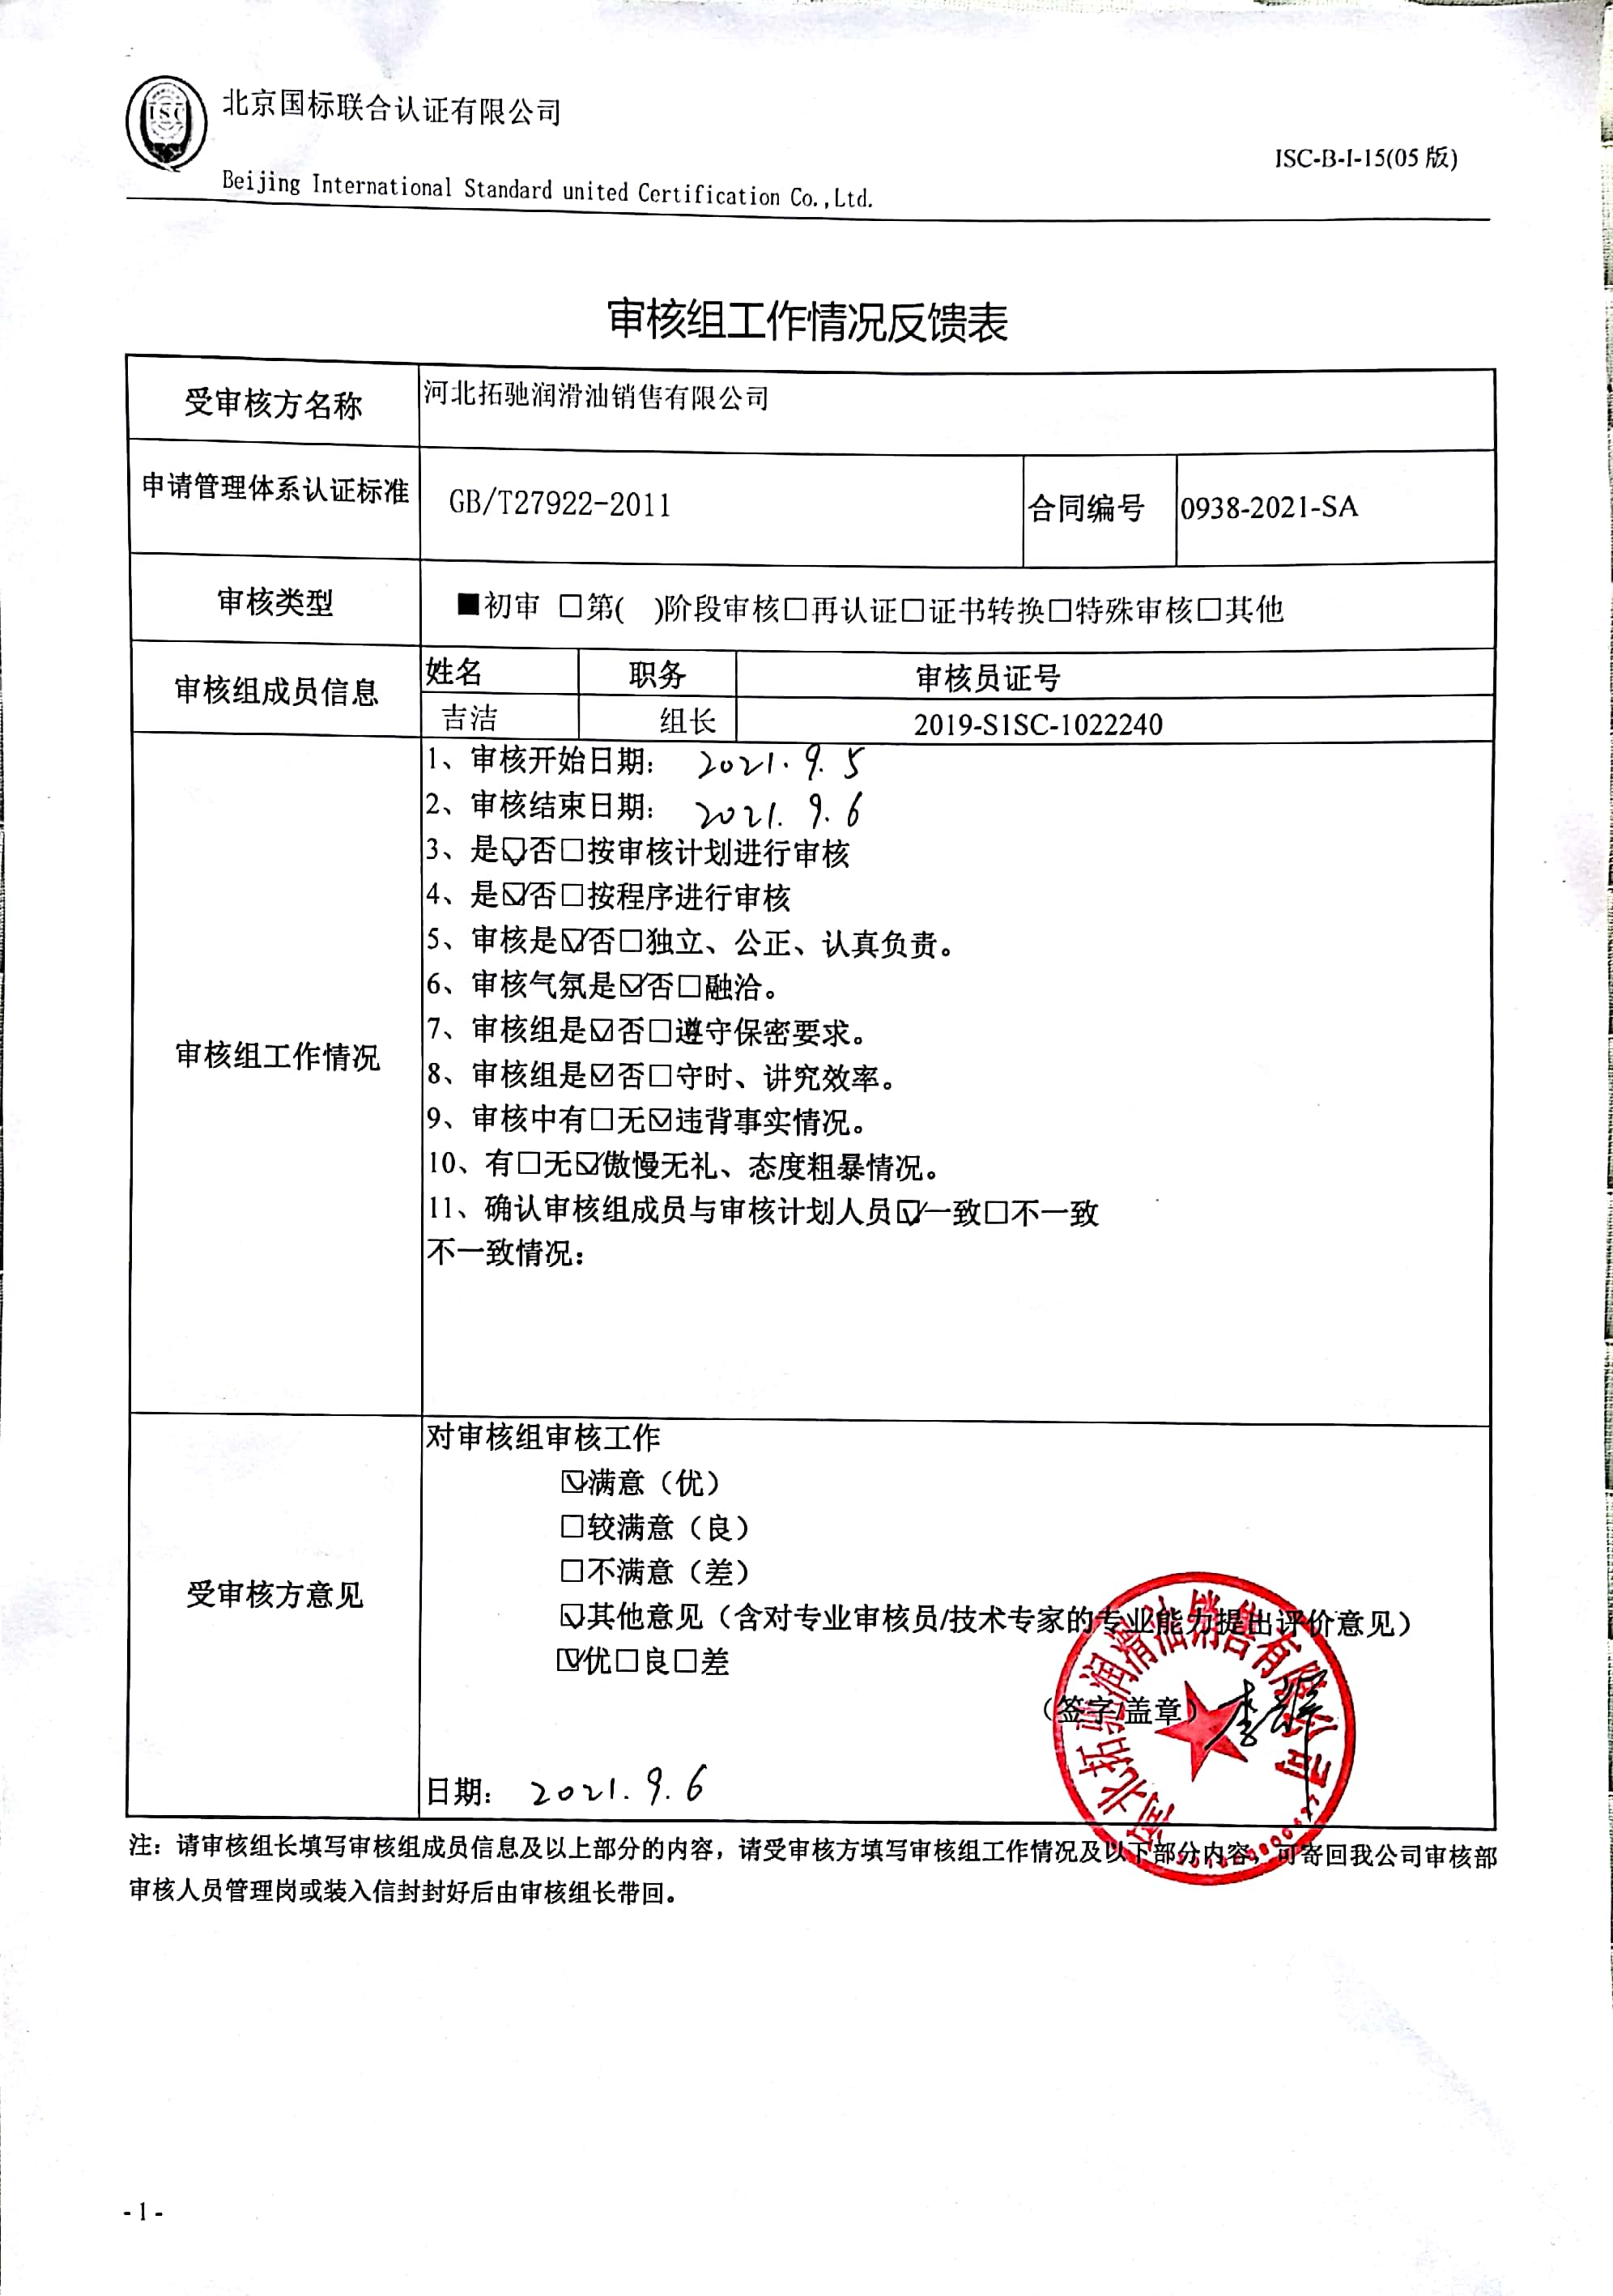 ISC
北京国标联合认证有限公司
ISC-B-I-15(05 版)
Beijing International Standard united Certification Co.,Ltd.
审核组工作情况反馈表
受审核方名称 河北拓驰润滑油销售有限公司
申请管理体系认证标准 GB/T27922-2011 合同编号 0938-2021-SA
审核类型 ■初审 □第( )阶段审核□再认证□证书转换□特殊审核□其他
审核组成员信息 姓名 职务 审核员证号
吉洁 组长 2019-S1SC-1022240
审核组工作情况
1、审核开始日期: 2021.9.5
2、审核结束日期: 2021.9.6
3、是☑否□按审核计划进行审核
4、是☑否□按程序进行审核
5、审核是☑否□独立、公正、认真负责。
6、审核气氛是☑否□融洽。
7、审核组是☑否□遵守保密要求。
8、审核组是☑否□守时、讲究效率。
9、审核中有□无☑违背事实情况。
10、有□无☑傲慢无礼、态度粗暴情况。
11、确认审核组成员与审核计划人员☑一致□不一致
不一致情况:
受审核方意见
对审核组审核工作
☑满意（优）
□较满意（良）
□不满意（差）
☑其他意见（含对专业审核员/技术专家的专业能力提出评价意见）
☑优□良□差
（签字/盖章）
河北拓驰润滑油销售有限公司
日期: 2021.9.6
注：请审核组长填写审核组成员信息及以上部分的内容，请受审核方填写审核组工作情况及以下部分内容，可寄回我公司审核部
审核人员管理岗或装入信封封好后由审核组长带回。
- 1 -